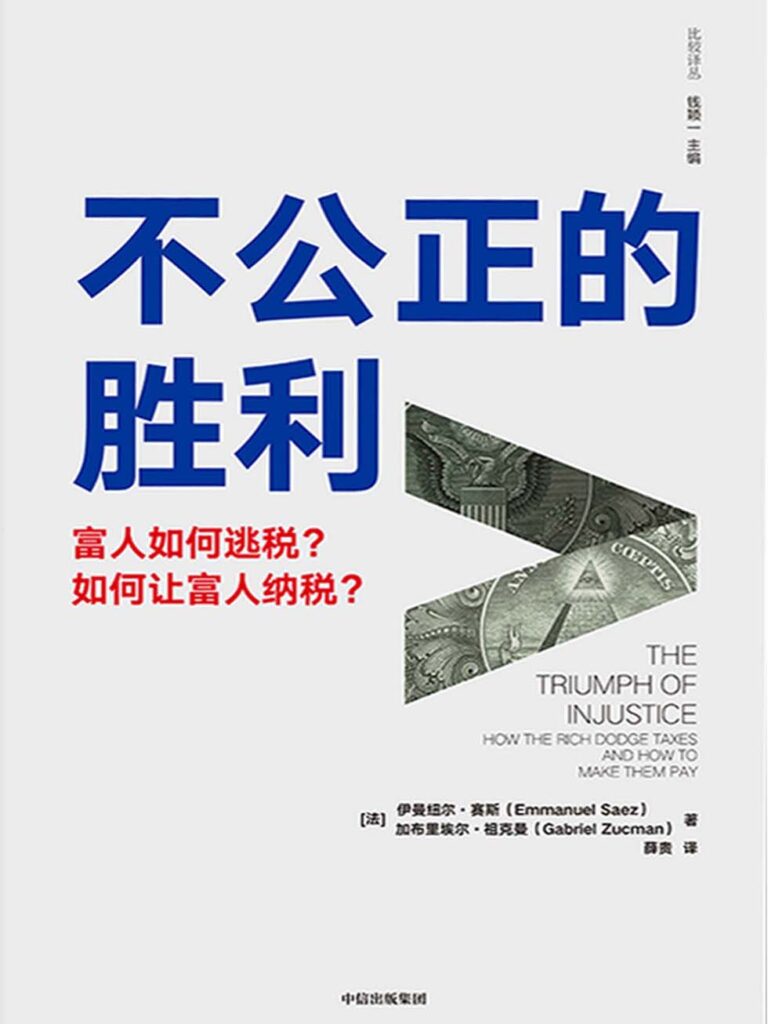 比较译丛 钱颖一 主编
不公正的
胜利
富人如何逃税？
如何让富人纳税？
CŒPTIS
AN
THE
TRIUMPH OF
INJUSTICE
HOW THE RICH DODGE TAXES
AND HOW TO
MAKE THEM PAY
[法] 伊曼纽尔·赛斯（Emmanuel Saez）
加布里埃尔·祖克曼（Gabriel Zucman） 著
薛贵 译
中信出版集团